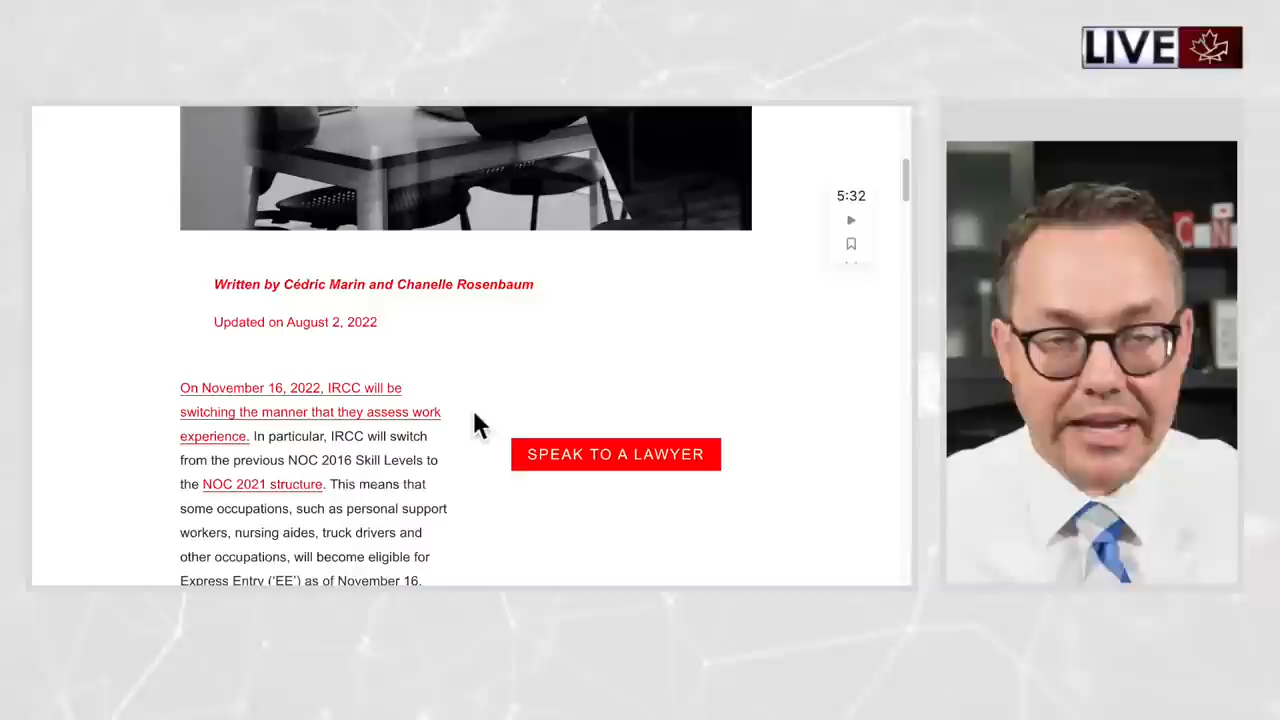 LIVE
5:32
Written by Cédric Marin and Chanelle Rosenbaum
Updated on August 2, 2022
On November 16, 2022, IRCC will be
switching the manner that they assess work
experience. In particular, IRCC will switch
from the previous NOC 2016 Skill Levels to
the NOC 2021 structure. This means that
some occupations, such as personal support
workers, nursing aides, truck drivers and
other occupations, will become eligible for
Express Entry ('EE') as of November 16,
SPEAK TO A LAWYER
C N